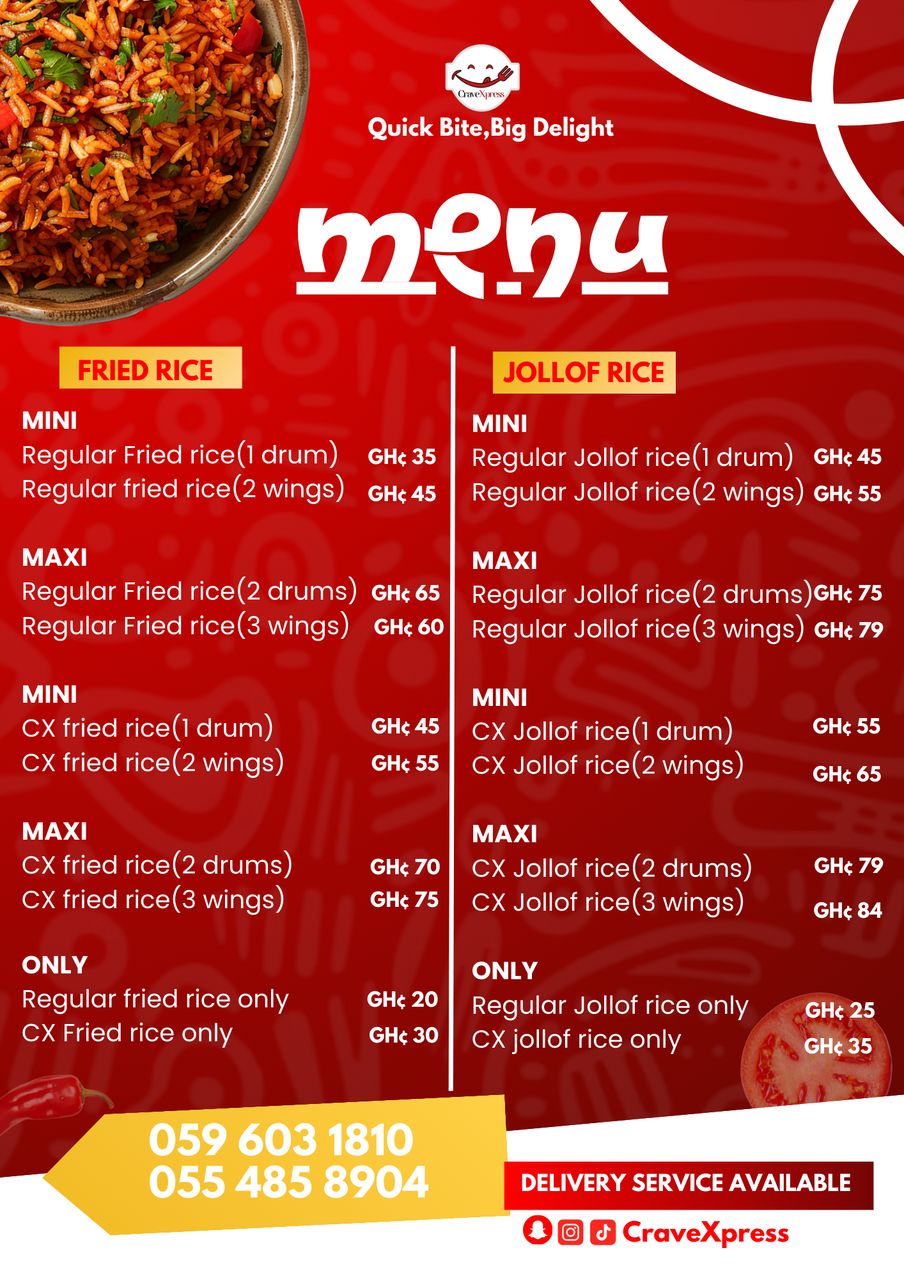 CraveXpress
Quick Bite,Big Delight
menu
FRIED RICE
MINI
Regular Fried rice(1 drum) GH¢ 35
Regular fried rice(2 wings) GH¢ 45
MAXI
Regular Fried rice(2 drums) GH¢ 65
Regular Fried rice(3 wings) GH¢ 60
MINI
CX fried rice(1 drum) GH¢ 45
CX fried rice(2 wings) GH¢ 55
MAXI
CX fried rice(2 drums) GH¢ 70
CX fried rice(3 wings) GH¢ 75
ONLY
Regular fried rice only GH¢ 20
CX Fried rice only GH¢ 30
JOLLOF RICE
MINI
Regular Jollof rice(1 drum) GH¢ 45
Regular Jollof rice(2 wings) GH¢ 55
MAXI
Regular Jollof rice(2 drums) GH¢ 75
Regular Jollof rice(3 wings) GH¢ 79
MINI
CX Jollof rice(1 drum) GH¢ 55
CX Jollof rice(2 wings) GH¢ 65
MAXI
CX Jollof rice(2 drums) GH¢ 79
CX Jollof rice(3 wings) GH¢ 84
ONLY
Regular Jollof rice only GH¢ 25
CX jollof rice only GH¢ 35
059 603 1810
055 485 8904
DELIVERY SERVICE AVAILABLE
CraveXpress